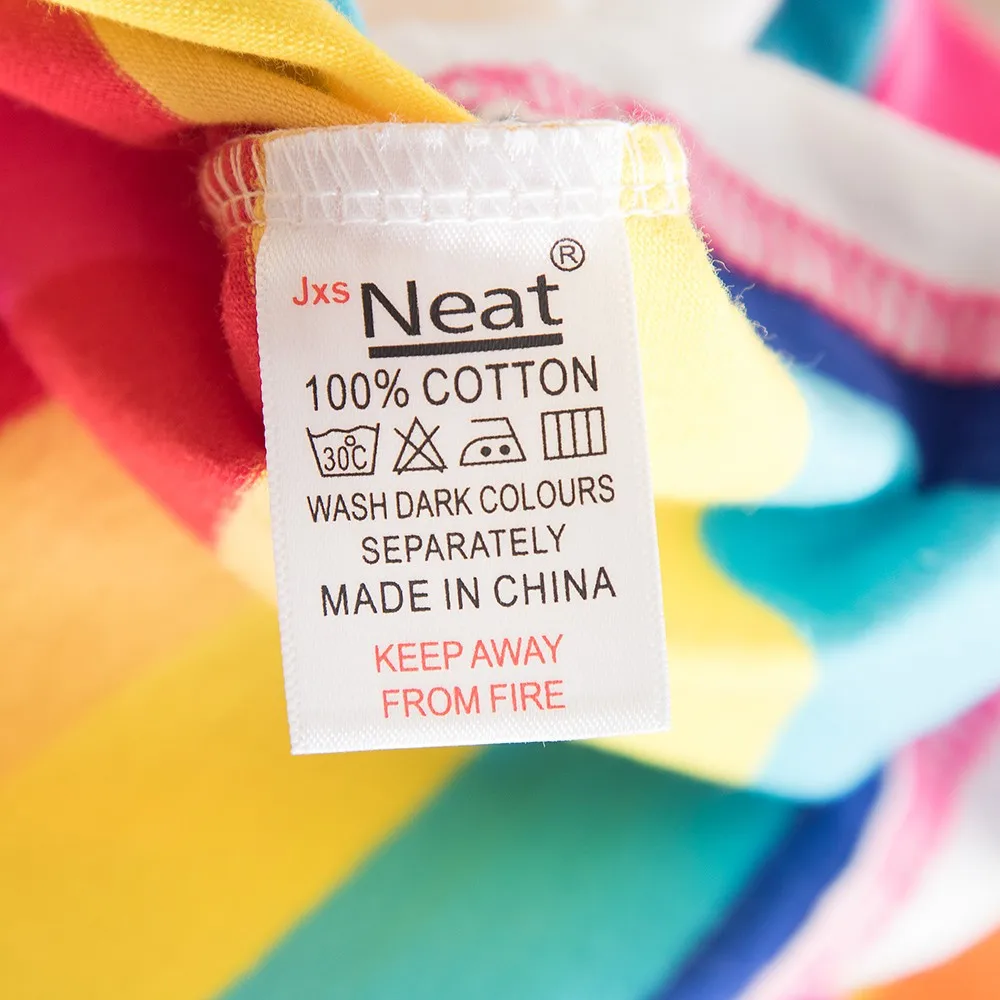 Jxs Neat®
100% COTTON
30°C
WASH DARK COLOURS
SEPARATELY
MADE IN CHINA
KEEP AWAY
FROM FIRE